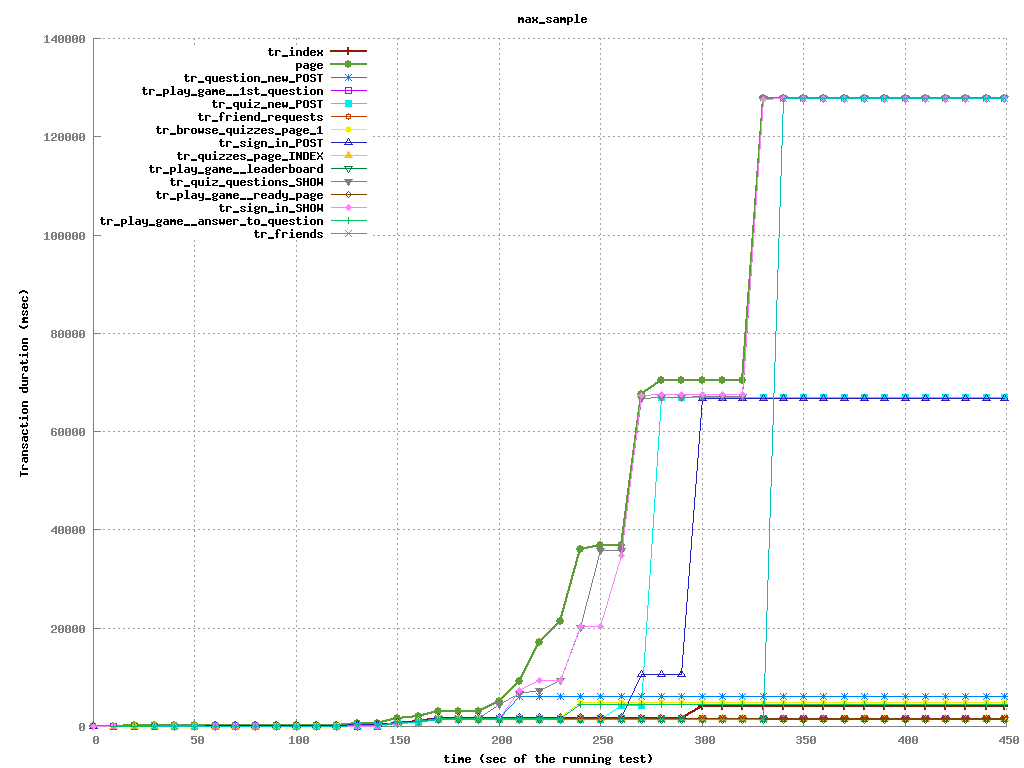 max_sample
140000
120000
100000
80000
60000
40000
20000
0
tr_index
page
tr_question_new_POST
tr_play_game__1st_question
tr_quiz_new_POST
tr_friend_requests
tr_browse_quizzes_page_1
tr_sign_in_POST
tr_quizzes_page_INDEX
tr_play_game__leaderboard
tr_quiz_questions_SHOW
tr_play_game__ready_page
tr_sign_in_SHOW
tr_play_game__answer_to_question
tr_friends
Transaction duration (msec)
0 50 100 150 200 250 300 350 400 450
time (sec of the running test)